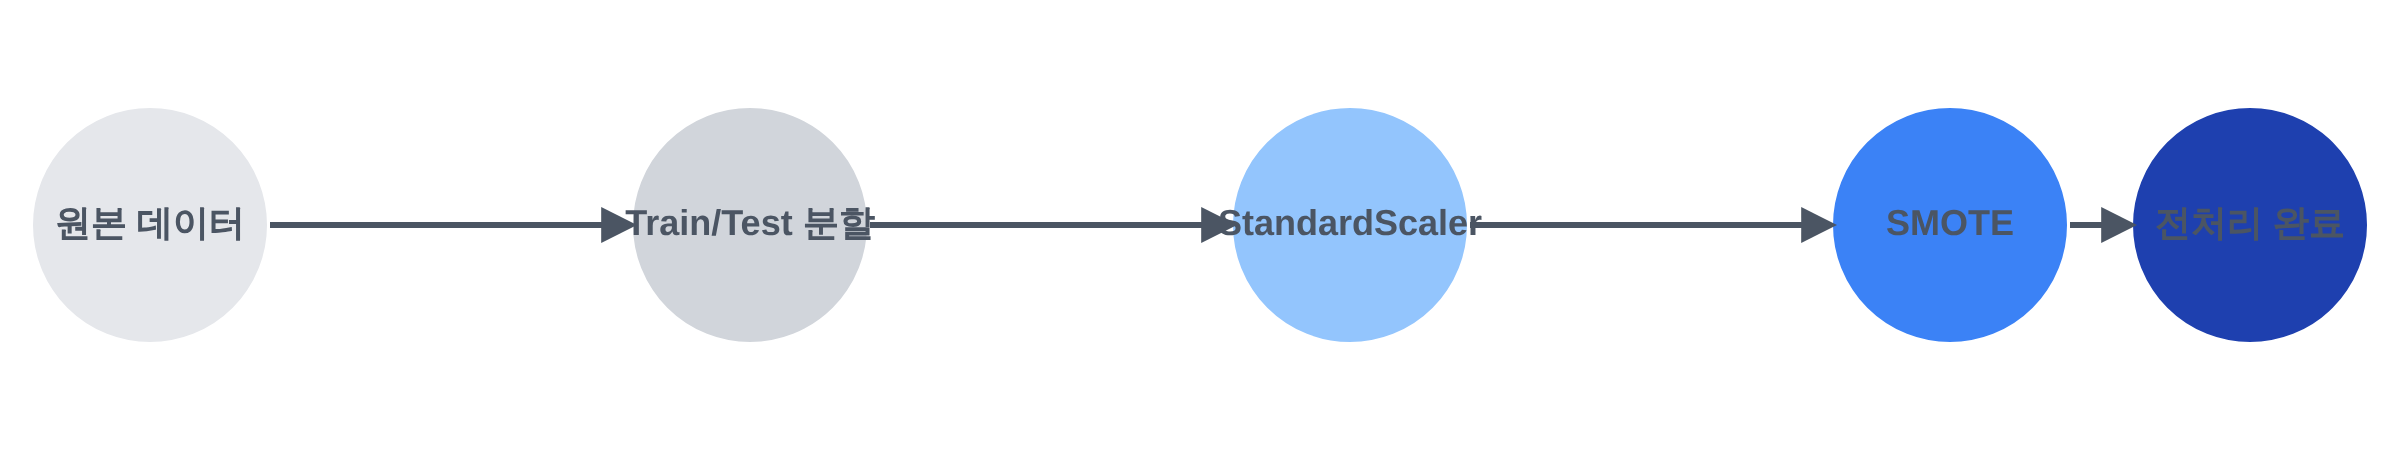 원본 데이터
Train/Test 분할
StandardScaler
SMOTE
전처리 완료